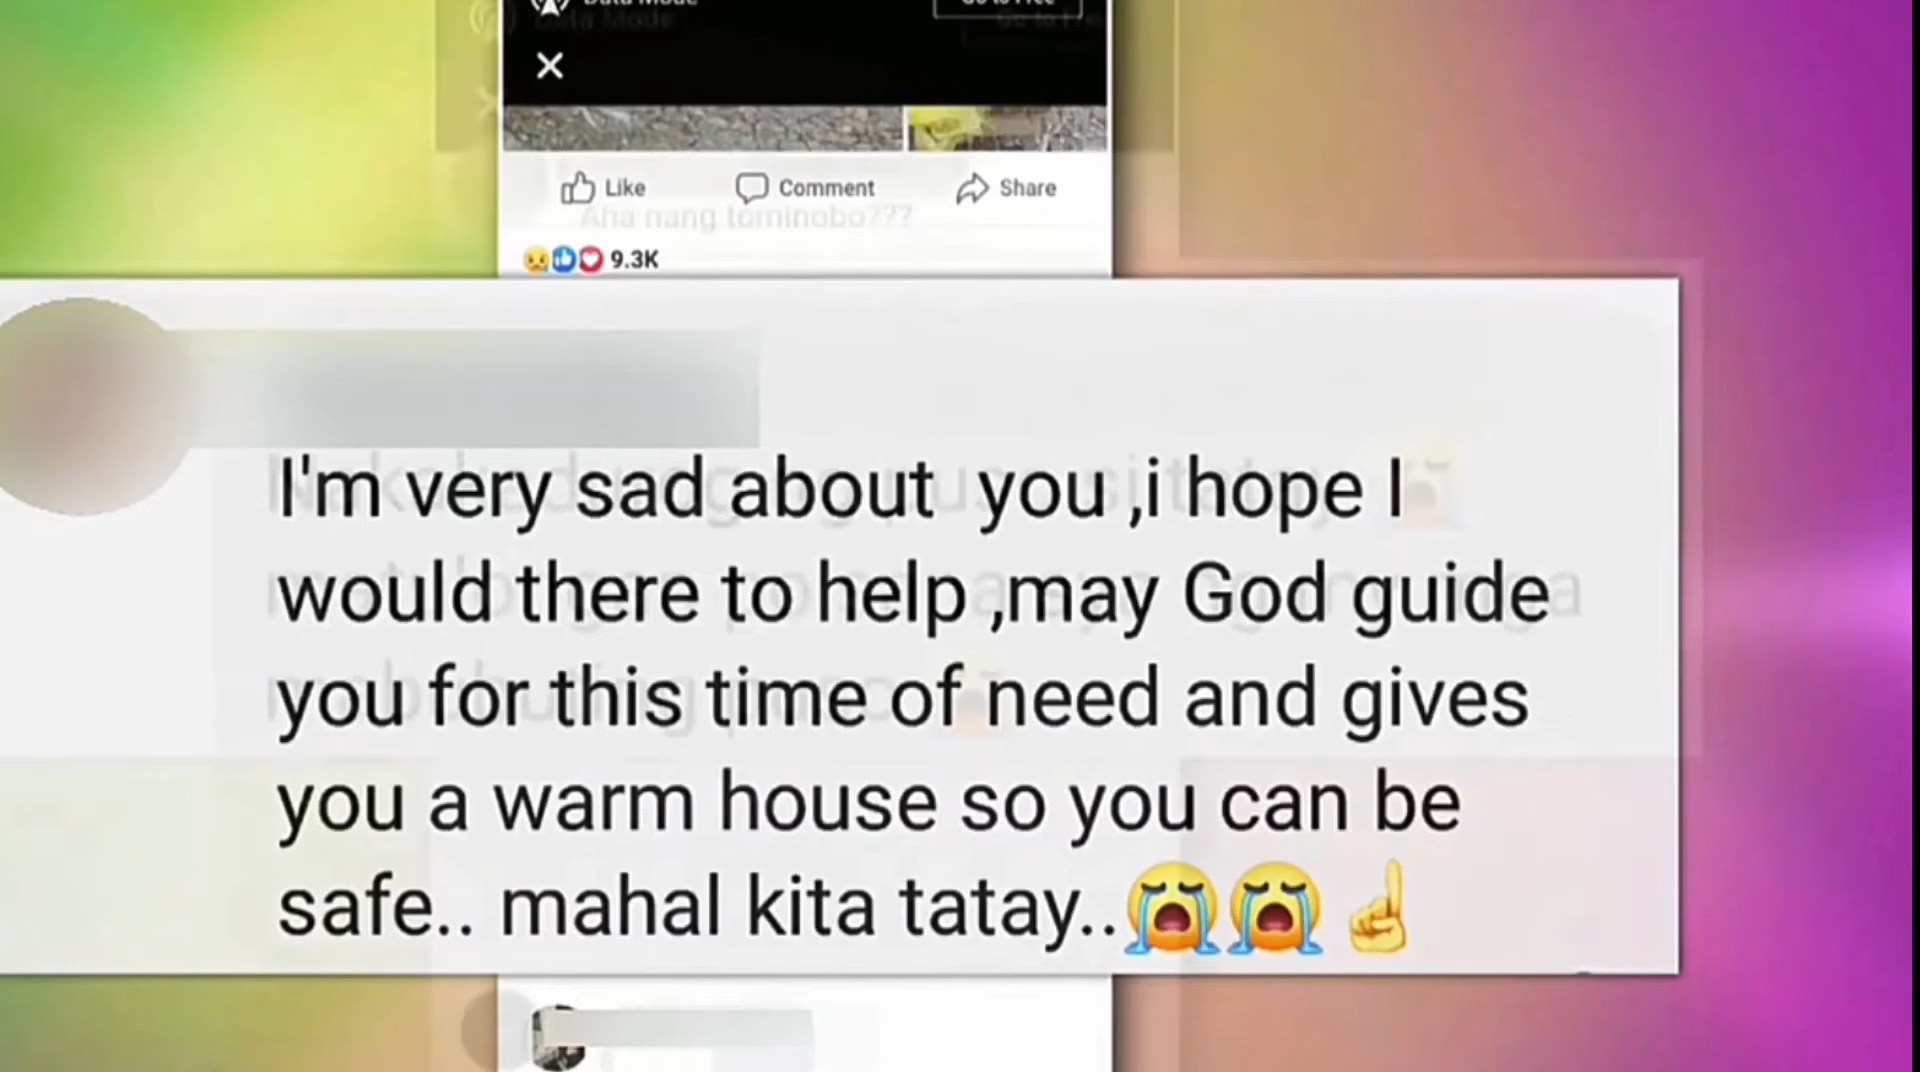 Data Mode
Like Comment Share
Aha nang tominobo???
9.3K
I'm very sad about you ,i hope I
would there to help ,may God guide
you for this time of need and gives
you a warm house so you can be
safe.. mahal kita tatay..😭😭☝